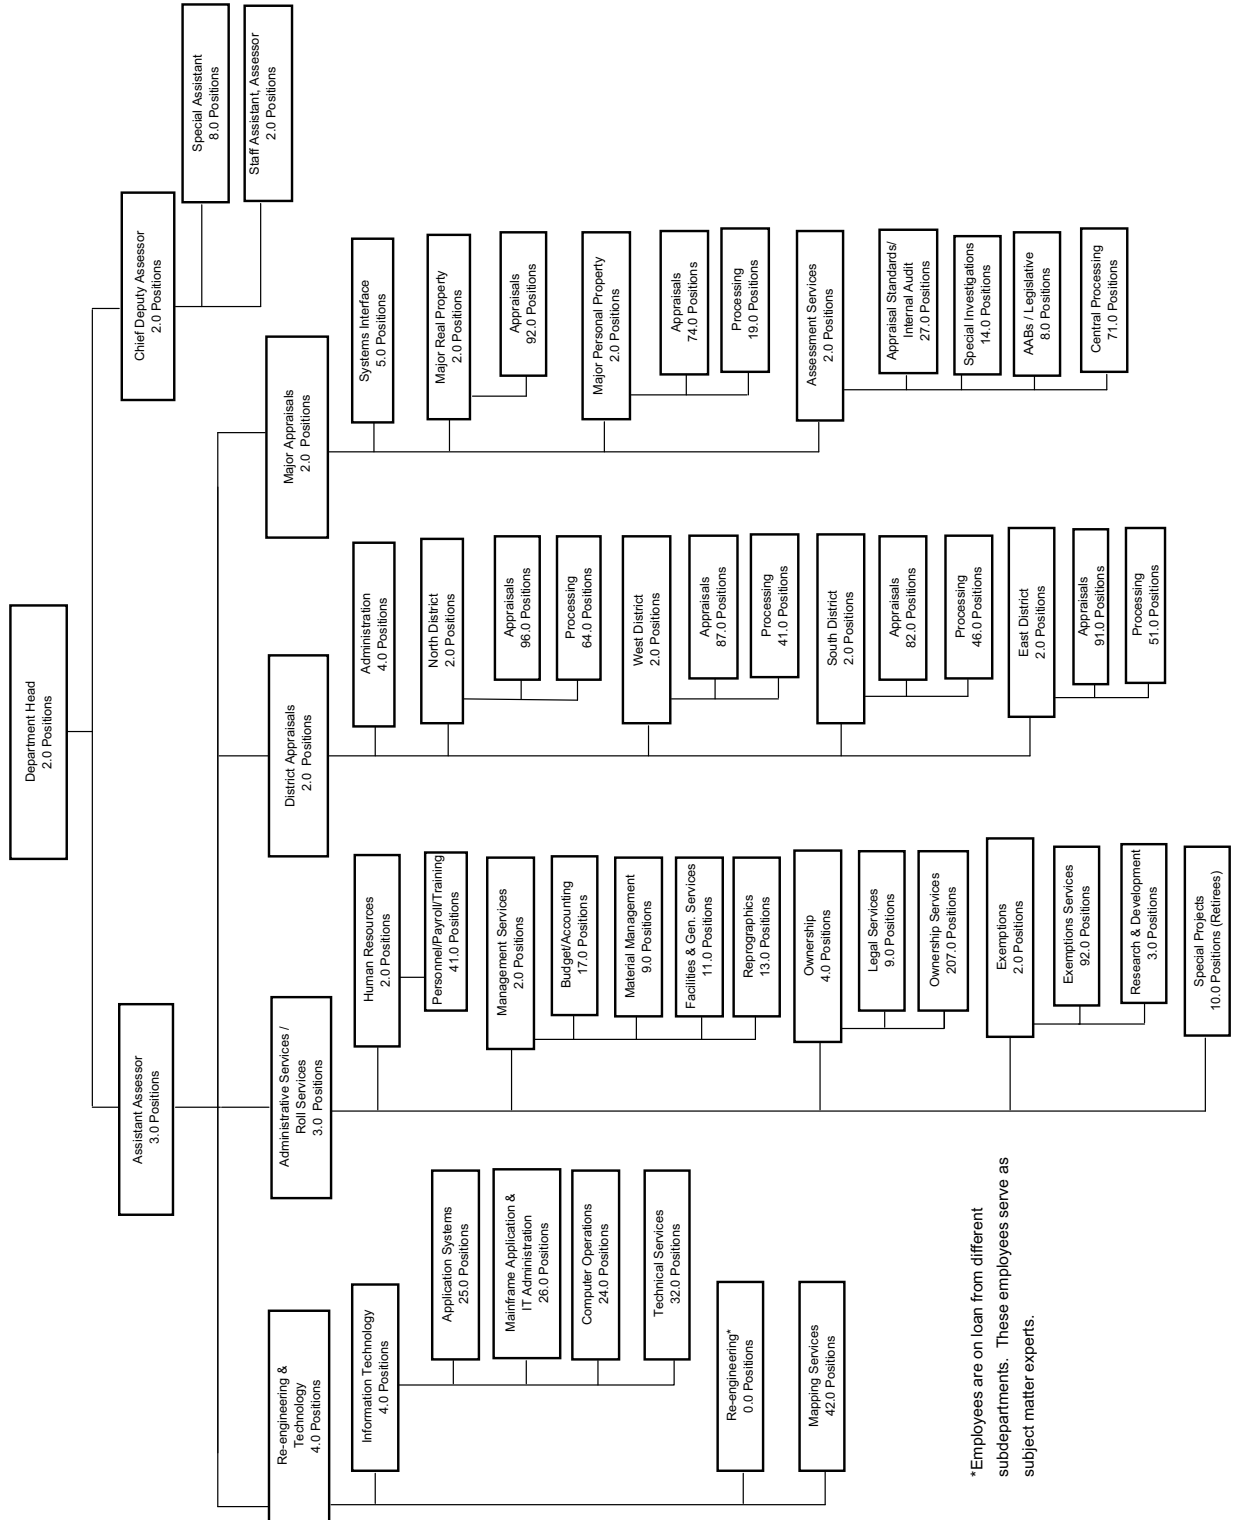 Department Head
2.0 Positions
Assistant Assessor
3.0 Positions
Chief Deputy Assessor
2.0 Positions
Special Assistant
8.0 Positions
Staff Assistant, Assessor
2.0 Positions
Re-engineering &
Technology
4.0 Positions
Information Technology
4.0 Positions
Application Systems
25.0 Positions
Mainframe Application &
IT Administration
26.0 Positions
Computer Operations
24.0 Positions
Technical Services
32.0 Positions
Re-engineering*
0.0 Positions
Mapping Services
42.0 Positions
Administrative Services /
Roll Services
3.0 Positions
Human Resources
2.0 Positions
Personnel/Payroll/Training
41.0 Positions
Management Services
2.0 Positions
Budget/Accounting
17.0 Positions
Material Management
9.0 Positions
Facilities & Gen. Services
11.0 Positions
Reprographics
13.0 Positions
Ownership
4.0 Positions
Legal Services
9.0 Positions
Ownership Services
207.0 Positions
Exemptions
2.0 Positions
Exemptions Services
92.0 Positions
Research & Development
3.0 Positions
Special Projects
10.0 Positions (Retirees)
District Appraisals
2.0 Positions
Administration
4.0 Positions
North District
2.0 Positions
Appraisals
96.0 Positions
Processing
64.0 Positions
West District
2.0 Positions
Appraisals
87.0 Positions
Processing
41.0 Positions
South District
2.0 Positions
Appraisals
82.0 Positions
Processing
46.0 Positions
East District
2.0 Positions
Appraisals
91.0 Positions
Processing
51.0 Positions
Major Appraisals
2.0 Positions
Systems Interface
5.0 Positions
Major Real Property
2.0 Positions
Appraisals
92.0 Positions
Major Personal Property
2.0 Positions
Appraisals
74.0 Positions
Processing
19.0 Positions
Assessment Services
2.0 Positions
Appraisal Standards/
Internal Audit
27.0 Positions
Special Investigations
14.0 Positions
AABs / Legislative
8.0 Positions
Central Processing
71.0 Positions
*Employees are on loan from different
subdepartments. These employees serve as
subject matter experts.